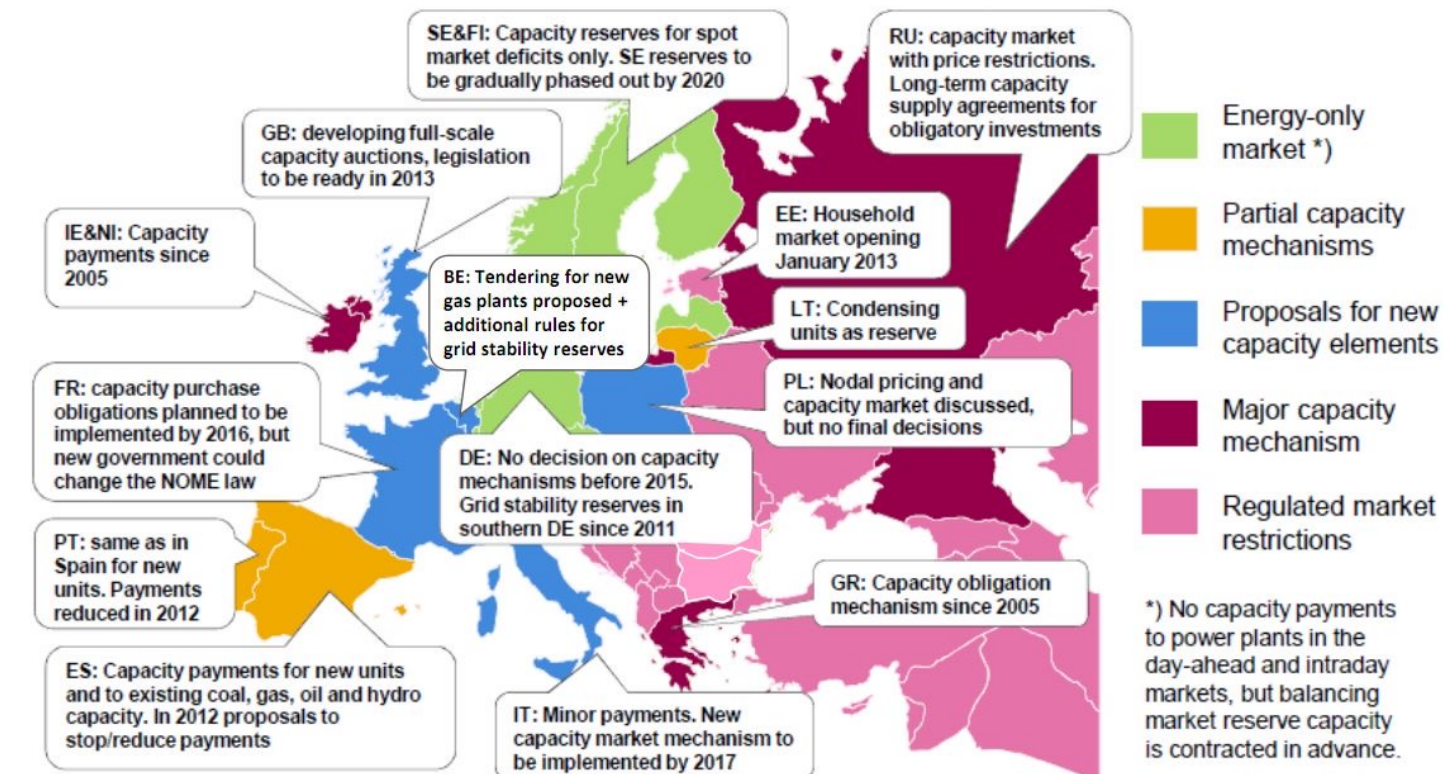 SE&FI: Capacity reserves for spot
market deficits only. SE reserves to
be gradually phased out by 2020
RU: capacity market
with price restrictions.
Long-term capacity
supply agreements for
obligatory investments
GB: developing full-scale
capacity auctions, legislation
to be ready in 2013
IE&NI: Capacity
payments since
2005
EE: Household
market opening
January 2013
BE: Tendering for new
gas plants proposed +
additional rules for
grid stability reserves
LT: Condensing
units as reserve
FR: capacity purchase
obligations planned to be
implemented by 2016, but
new government could
change the NOME law
PL: Nodal pricing and
capacity market discussed,
but no final decisions
DE: No decision on capacity
mechanisms before 2015.
Grid stability reserves in
southern DE since 2011
PT: same as in
Spain for new
units. Payments
reduced in 2012
GR: Capacity obligation
mechanism since 2005
ES: Capacity payments for new units
and to existing coal, gas, oil and hydro
capacity. In 2012 proposals to
stop/reduce payments
IT: Minor payments. New
capacity market mechanism to
be implemented by 2017
Energy-only
market *)
Partial capacity
mechanisms
Proposals for new
capacity elements
Major capacity
mechanism
Regulated market
restrictions
*) No capacity payments
to power plants in the
day-ahead and intraday
markets, but balancing
market reserve capacity
is contracted in advance.